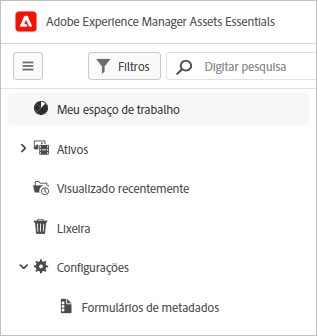 Adobe Experience Manager Assets Essentials
Filtros
Digitar pesquisa
Meu espaço de trabalho
Ativos
Visualizado recentemente
Lixeira
Configurações
Formulários de metadados